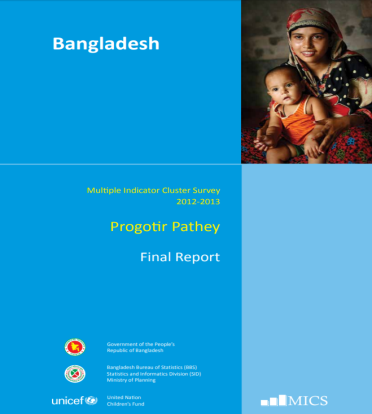 Bangladesh
Multiple Indicator Cluster Survey
2012-2013
Progotir Pathey
Final Report
Government of the People's
Republic of Bangladesh
Bangladesh Bureau of Statistics (BBS)
Statistics and Informatics Division (SID)
Ministry of Planning
unicef
United Nation
Children's Fund
MICS